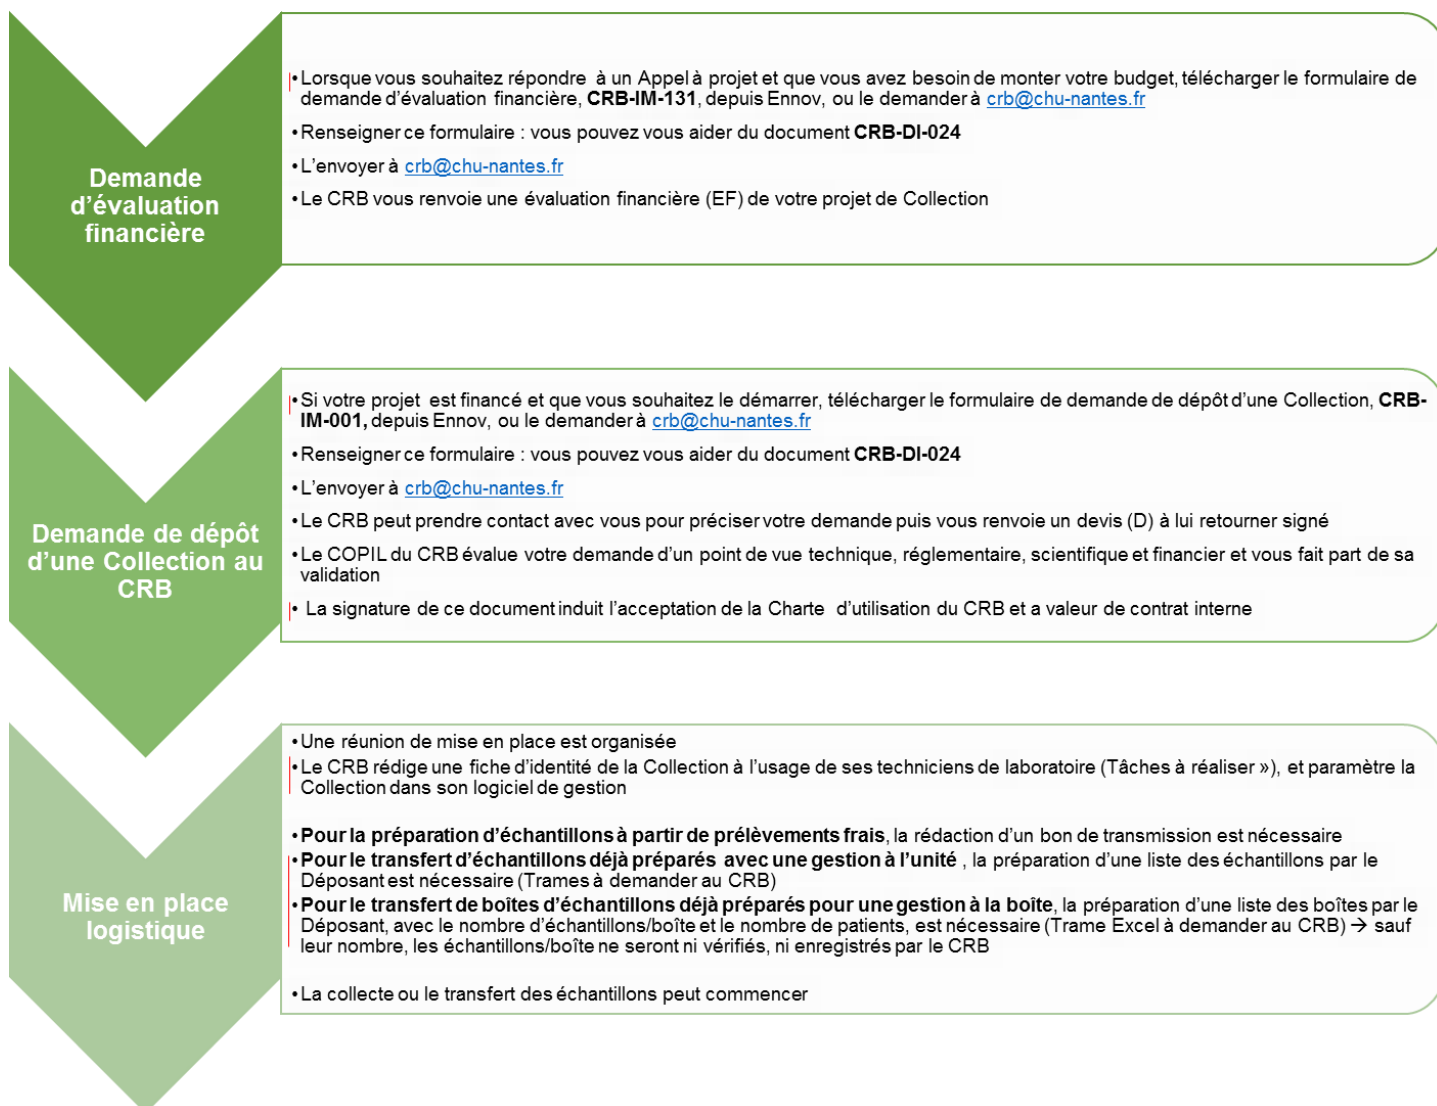 Demande
d’évaluation
financière
•Lorsque vous souhaitez répondre à un Appel à projet et que vous avez besoin de monter votre budget, télécharger le formulaire de
demande d’évaluation financière, CRB-IM-131, depuis Ennov, ou le demander à crb@chu-nantes.fr
•Renseigner ce formulaire : vous pouvez vous aider du document CRB-DI-024
•L’envoyer à crb@chu-nantes.fr
•Le CRB vous renvoie une évaluation financière (EF) de votre projet de Collection
Demande de dépôt
d’une Collection au
CRB
•Si votre projet est financé et que vous souhaitez le démarrer, télécharger le formulaire de demande de dépôt d’une Collection, CRB-
IM-001, depuis Ennov, ou le demander à crb@chu-nantes.fr
•Renseigner ce formulaire : vous pouvez vous aider du document CRB-DI-024
•L’envoyer à crb@chu-nantes.fr
•Le CRB peut prendre contact avec vous pour préciser votre demande puis vous renvoie un devis (D) à lui retourner signé
•Le COPIL du CRB évalue votre demande d’un point de vue technique, réglementaire, scientifique et financier et vous fait part de sa
validation
• La signature de ce document induit l’acceptation de la Charte d’utilisation du CRB et a valeur de contrat interne
Mise en place
logistique
•Une réunion de mise en place est organisée
•Le CRB rédige une fiche d’identité de la Collection à l’usage de ses techniciens de laboratoire (Tâches à réaliser »), et paramètre la
Collection dans son logiciel de gestion
•Pour la préparation d’échantillons à partir de prélèvements frais, la rédaction d’un bon de transmission est nécessaire
•Pour le transfert d’échantillons déjà préparés avec une gestion à l’unité , la préparation d’une liste des échantillons par le
Déposant est nécessaire (Trames à demander au CRB)
•Pour le transfert de boîtes d’échantillons déjà préparés pour une gestion à la boîte, la préparation d’une liste des boîtes par le
Déposant, avec le nombre d’échantillons/boîte et le nombre de patients, est nécessaire (Trame Excel à demander au CRB) → sauf
leur nombre, les échantillons/boîte ne seront ni vérifiés, ni enregistrés par le CRB
•La collecte ou le transfert des échantillons peut commencer